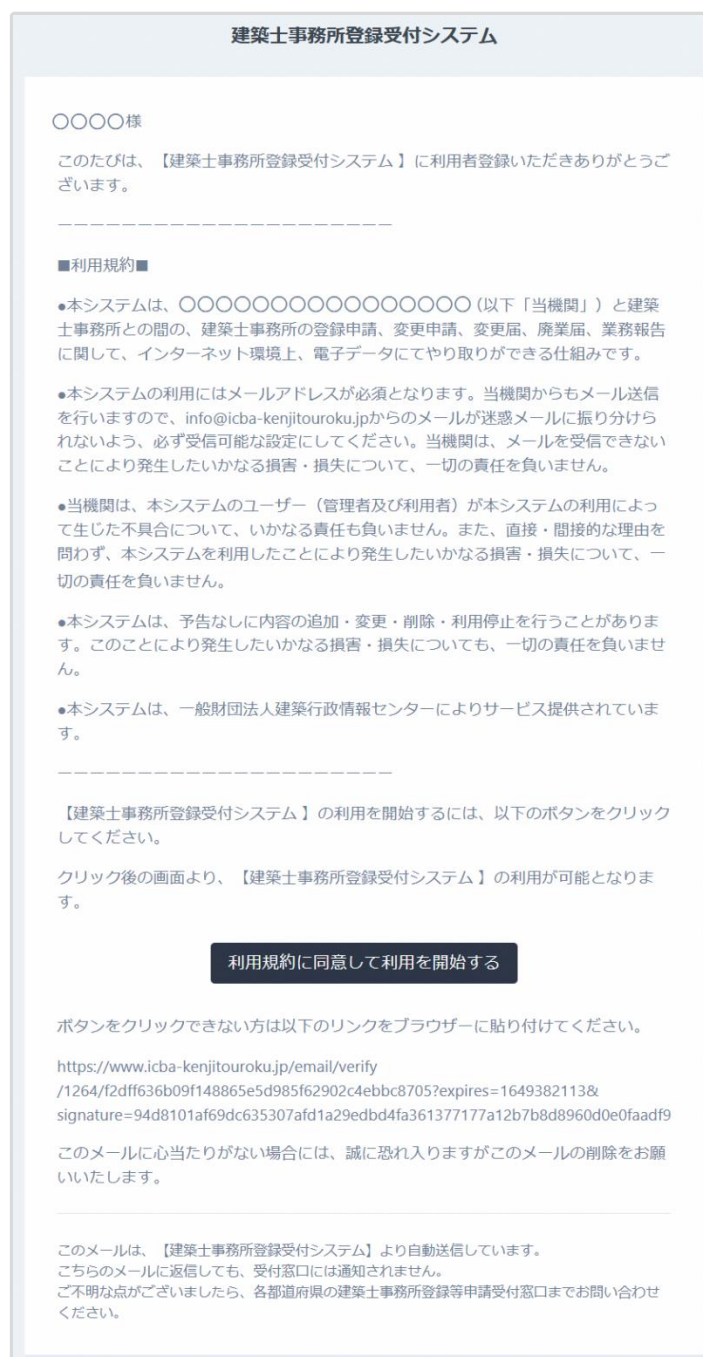 建築士事務所登録受付システム
〇〇〇〇様
このたびは、【建築士事務所登録受付システム 】に利用者登録いただきありがとうご
ざいます。
－－－－－－－－－－－－－－－－－－－－－
■利用規約■
●本システムは、〇〇〇〇〇〇〇〇〇〇〇〇〇〇〇〇（以下「当機関」）と建築
士事務所との間の、建築士事務所の登録申請、変更申請、変更届、廃業届、業務報告
に関して、インターネット環境上、電子データにてやり取りができる仕組みです。
●本システムの利用にはメールアドレスが必須となります。当機関からもメール送信
を行いますので、info@icba-kenjitouroku.jpからのメールが迷惑メールに振り分けら
れないよう、必ず受信可能な設定にしてください。当機関は、メールを受信できない
ことにより発生したいかなる損害・損失について、一切の責任を負いません。
●当機関は、本システムのユーザー（管理者及び利用者）が本システムの利用によっ
て生じた不具合について、いかなる責任も負いません。また、直接・間接的な理由を
問わず、本システムを利用したことにより発生したいかなる損害・損失について、一
切の責任を負いません。
●本システムは、予告なしに内容の追加・変更・削除・利用停止を行うことがありま
す。このことにより発生したいかなる損害・損失についても、一切の責任を負いませ
ん。
●本システムは、一般財団法人建築行政情報センターによりサービス提供されていま
す。
－－－－－－－－－－－－－－－－－－－－－
【建築士事務所登録受付システム 】の利用を開始するには、以下のボタンをクリック
してください。
クリック後の画面より、【建築士事務所登録受付システム 】の利用が可能となりま
す。
利用規約に同意して利用を開始する
ボタンをクリックできない方は以下のリンクをブラウザーに貼り付けてください。
https://www.icba-kenjitouroku.jp/email/verify
/1264/f2dff636b09f148865e5d985f62902c4ebbc8705?expires=1649382113&
signature=94d8101af69dc635307afd1a29edbd4fa361377177a12b7b8d8960d0e0faadf9
このメールに心当たりがない場合には、誠に恐れ入りますがこのメールの削除をお願
いいたします。
このメールは、【建築士事務所登録受付システム】より自動送信しています。
こちらのメールに返信しても、受付窓口には通知されません。
ご不明な点がございましたら、各都道府県の建築士事務所登録等申請受付窓口までお問い合わせ
ください。